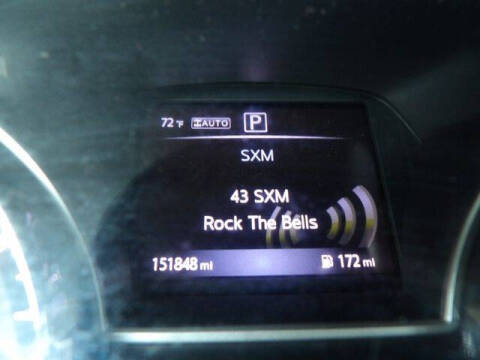 72 °F AUTO P
SXM
43 SXM
Rock The Bells
151848 mi 172 mi